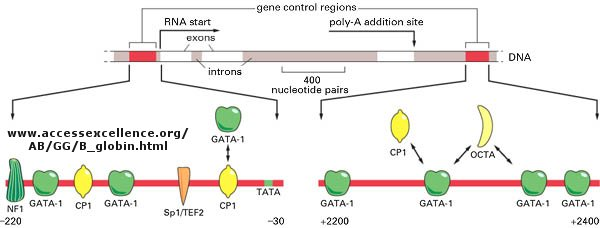 gene control regions
RNA start
poly-A addition site
exons
DNA
introns
400
nucleotide pairs
www.accessexcellence.org/
AB/GG/B_globin.html
GATA-1
CP1
OCTA
TATA
NF1
GATA-1
CP1
GATA-1
Sp1/TEF2
CP1
GATA-1
GATA-1
GATA-1
−220
−30
+2200
+2400